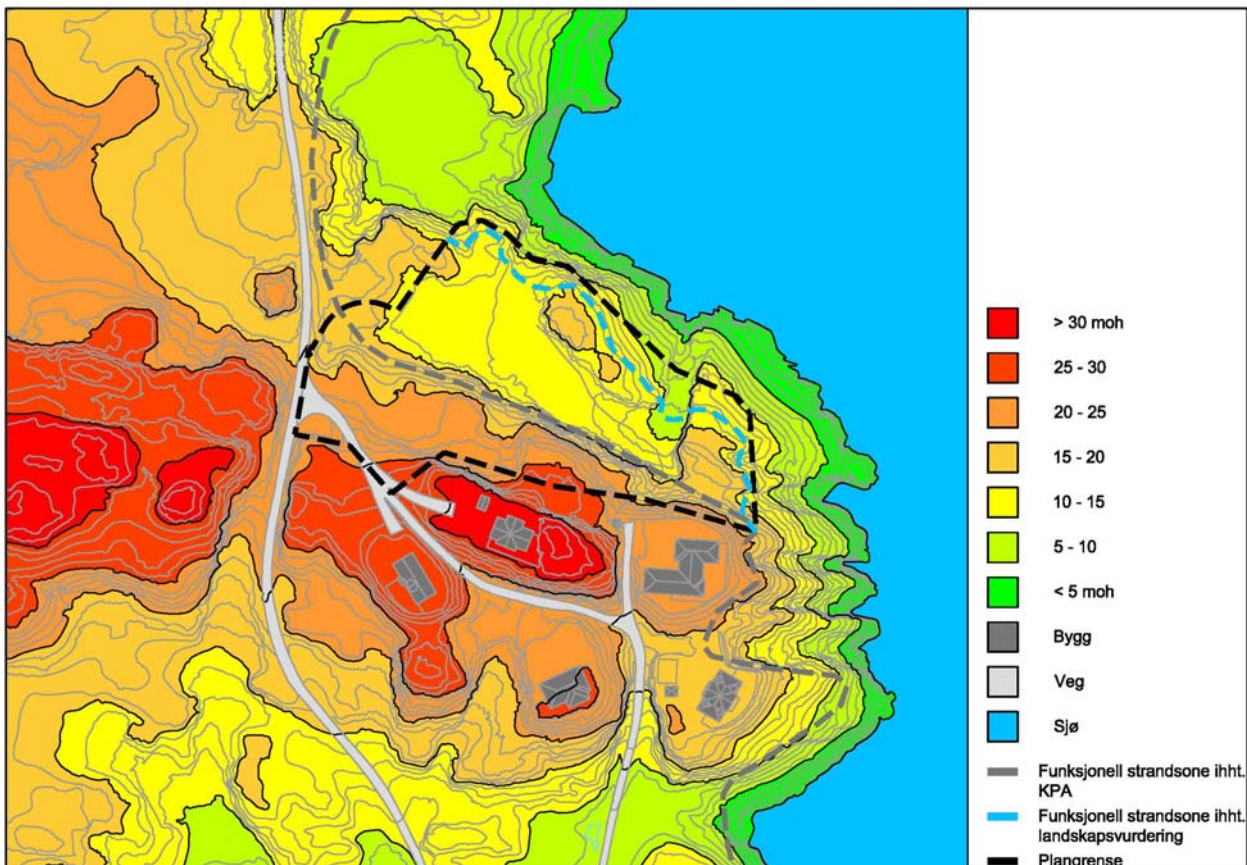 > 30 moh
25 - 30
20 - 25
15 - 20
10 - 15
5 - 10
< 5 moh
Bygg
Veg
Sjø
Funksjonell strandsone ihht.
KPA
Funksjonell strandsone ihht.
landskapsvurdering
Plangrense